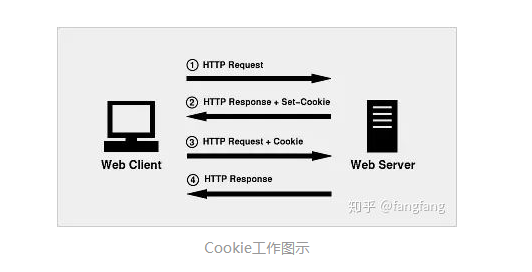 ① HTTP Request
② HTTP Response + Set-Cookie
③ HTTP Request + Cookie
④ HTTP Response
Web Client
Web Server
知乎 @fangfang
Cookie工作图示